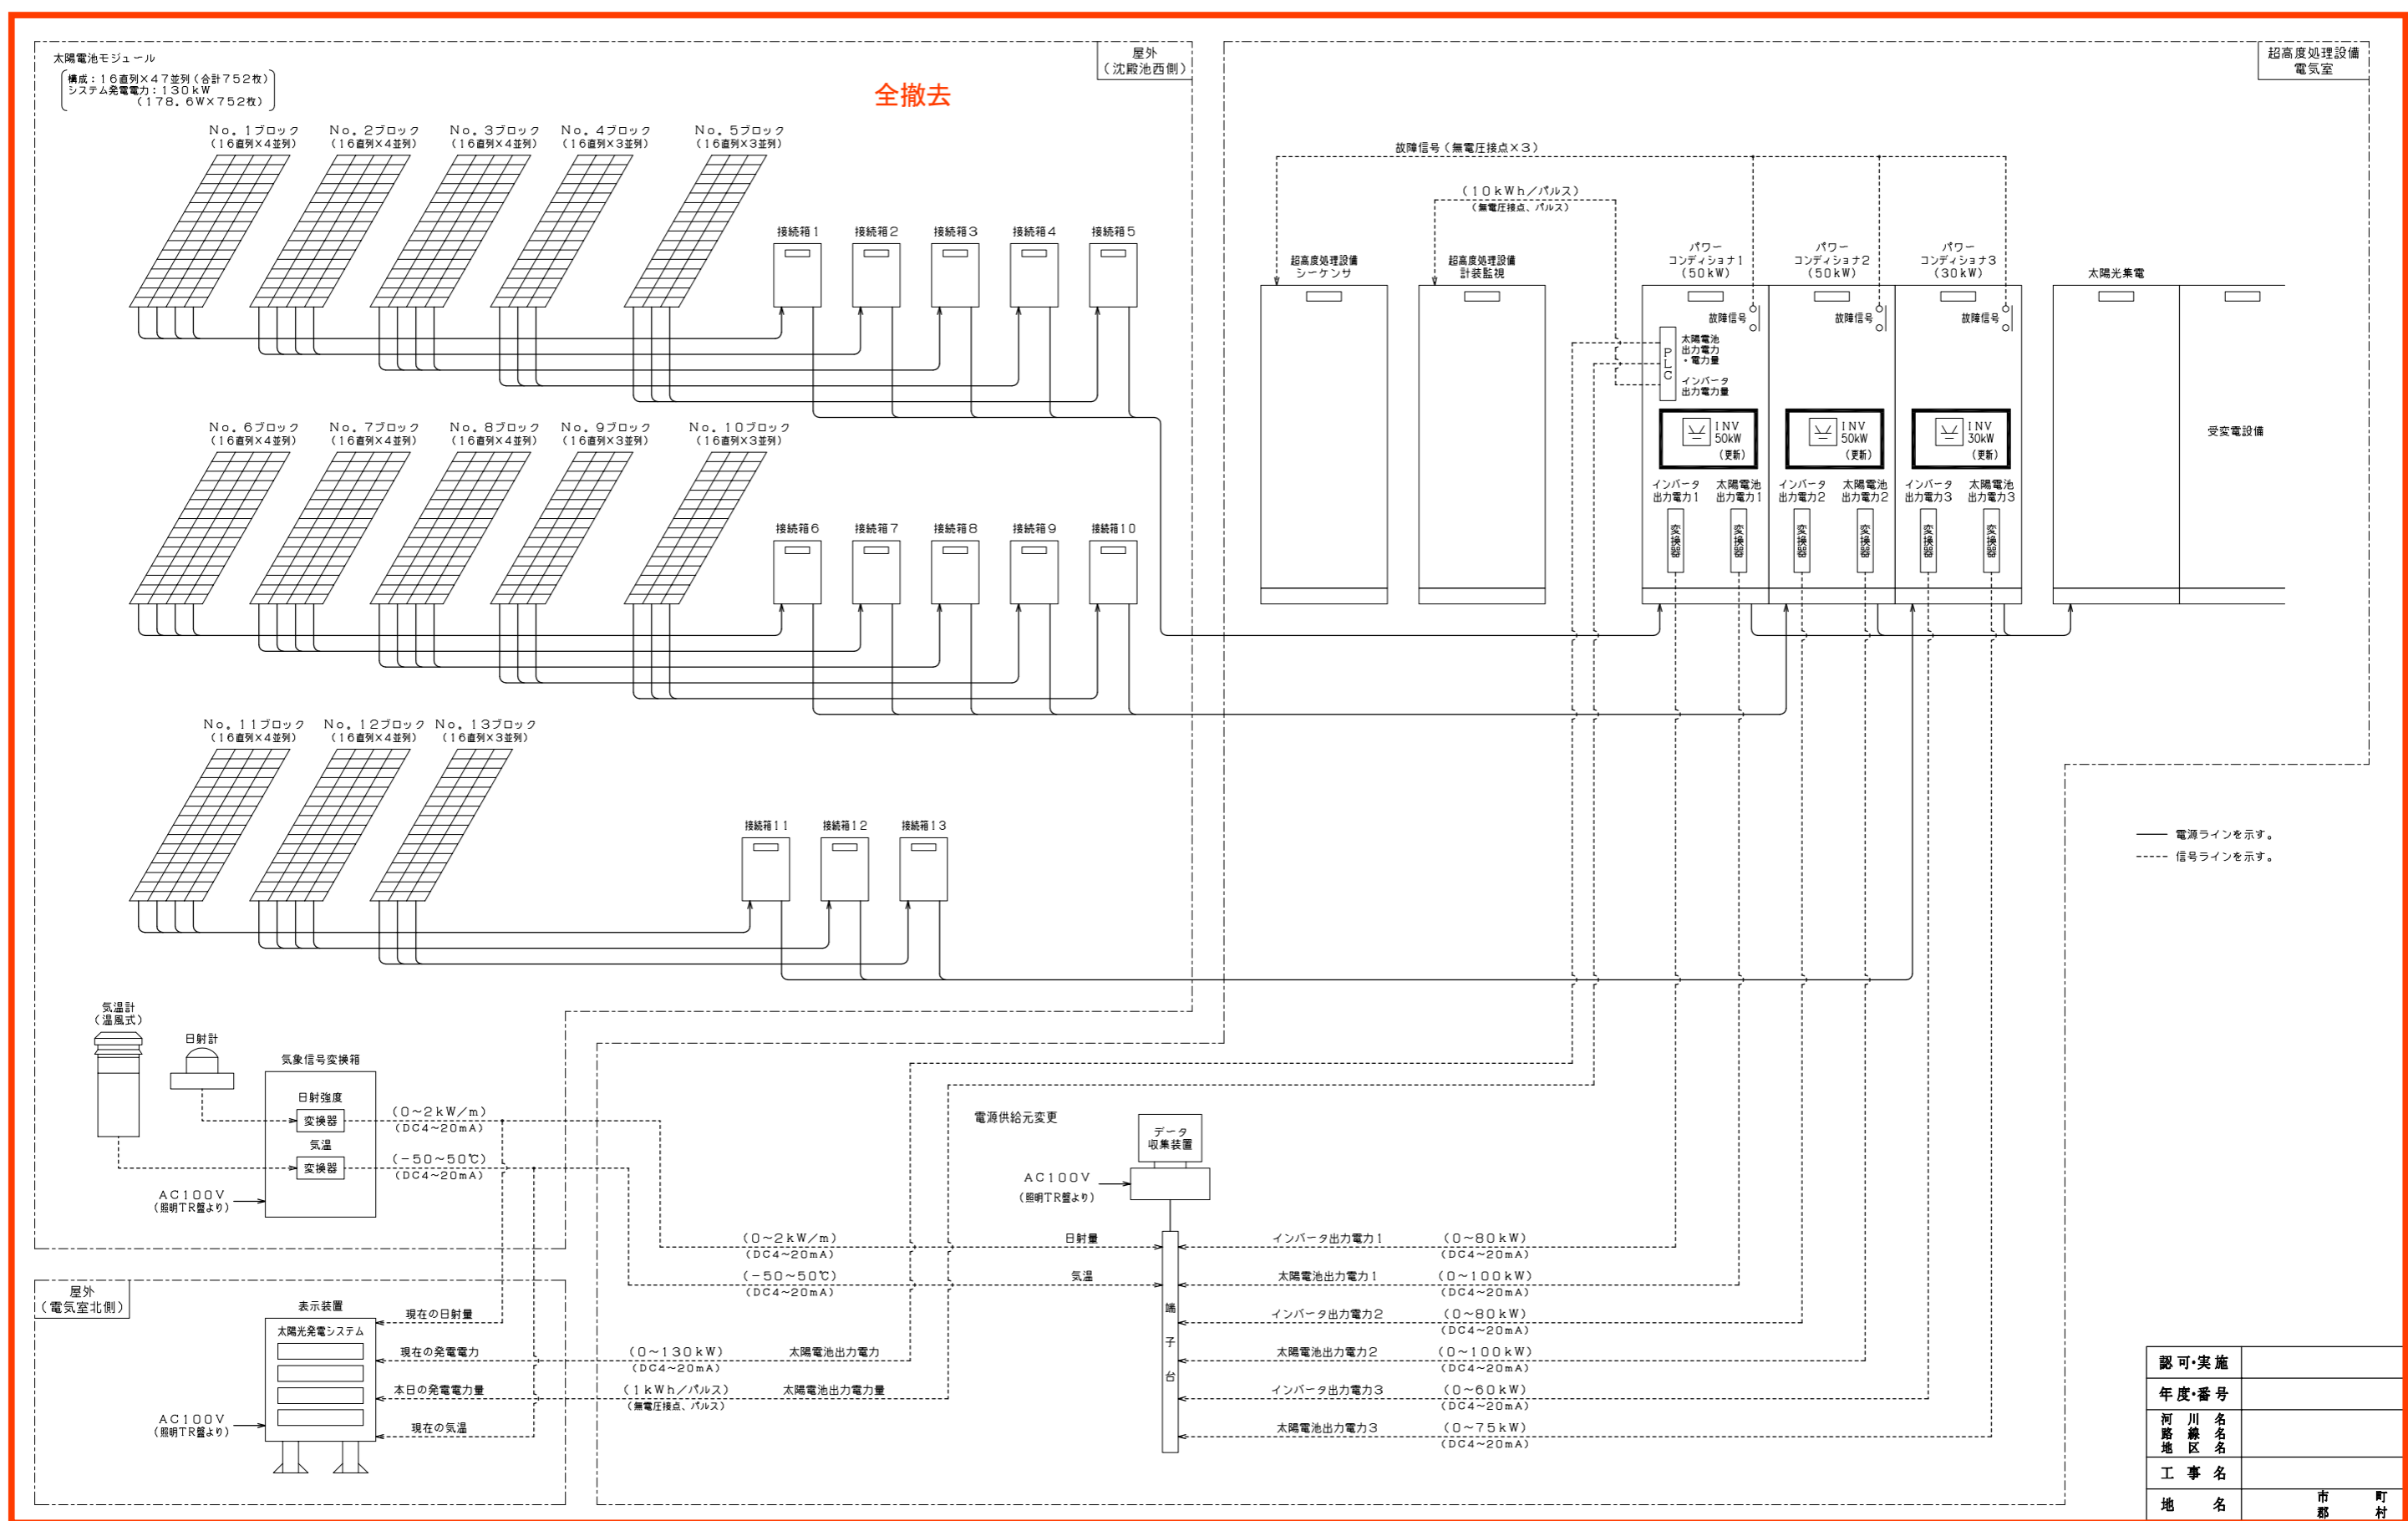 太陽電池モジュール
構成：16直列×47並列（合計752枚）
システム発電電力：130kW
（178．6W×752枚）
屋外
（沈殿池西側）
全撤去
超高度処理設備
電気室
No．1ブロック
（16直列×4並列）
No．2ブロック
（16直列×4並列）
No．3ブロック
（16直列×4並列）
No．4ブロック
（16直列×3並列）
No．5ブロック
（16直列×3並列）
接続箱1
接続箱2
接続箱3
接続箱4
接続箱5
No．6ブロック
（16直列×4並列）
No．7ブロック
（16直列×4並列）
No．8ブロック
（16直列×4並列）
No．9ブロック
（16直列×3並列）
No．10ブロック
（16直列×3並列）
接続箱6
接続箱7
接続箱8
接続箱9
接続箱10
No．11ブロック
（16直列×4並列）
No．12ブロック
（16直列×4並列）
No．13ブロック
（16直列×3並列）
接続箱11
接続箱12
接続箱13
故障信号（無電圧接点×3）
（10kWh／パルス）
（無電圧接点、パルス）
超高度処理設備
シーケンサ
超高度処理設備
計装監視
パワー
コンディショナ1
（50kW）
パワー
コンディショナ2
（50kW）
パワー
コンディショナ3
（30kW）
太陽光集電
故障信号
故障信号
故障信号
PLC
太陽電池
出力電力
・電力量
インバータ
出力電力量
INV
50kW
（更新）
INV
50kW
（更新）
INV
30kW
（更新）
受変電設備
インバータ
出力電力1
太陽電池
出力電力1
インバータ
出力電力2
太陽電池
出力電力2
インバータ
出力電力3
太陽電池
出力電力3
変換器
変換器
変換器
変換器
変換器
変換器
電源ラインを示す。
信号ラインを示す。
気温計
（温風式）
日射計
気象信号変換箱
日射強度
変換器
気温
変換器
AC100V
（照明TR盤より）
（0～2kW／m）
（DC4～20mA）
（－50～50℃）
（DC4～20mA）
電源供給元変更
データ
収集装置
AC100V
（照明TR盤より）
（0～2kW／m）
（DC4～20mA）
日射量
（－50～50℃）
（DC4～20mA）
気温
端子台
インバータ出力電力1
（0～80kW）
（DC4～20mA）
太陽電池出力電力1
（0～100kW）
（DC4～20mA）
インバータ出力電力2
（0～80kW）
（DC4～20mA）
太陽電池出力電力2
（0～100kW）
（DC4～20mA）
インバータ出力電力3
（0～60kW）
（DC4～20mA）
太陽電池出力電力3
（0～75kW）
（DC4～20mA）
屋外
（電気室北側）
表示装置
太陽光発電システム
AC100V
（照明TR盤より）
現在の日射量
現在の発電電力
（0～130kW）
（DC4～20mA）
太陽電池出力電力
本日の発電電力量
（1kWh／パルス）
（無電圧接点、パルス）
太陽電池出力電力量
現在の気温
認可・実施
年度・番号
河川名
路線名
地区名
工事名
地名
市 町
郡 村